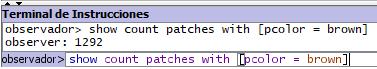 Terminal de Instrucciones
observador> show count patches with [pcolor = brown]
observer: 1292
observador> show count patches with [pcolor = brown]